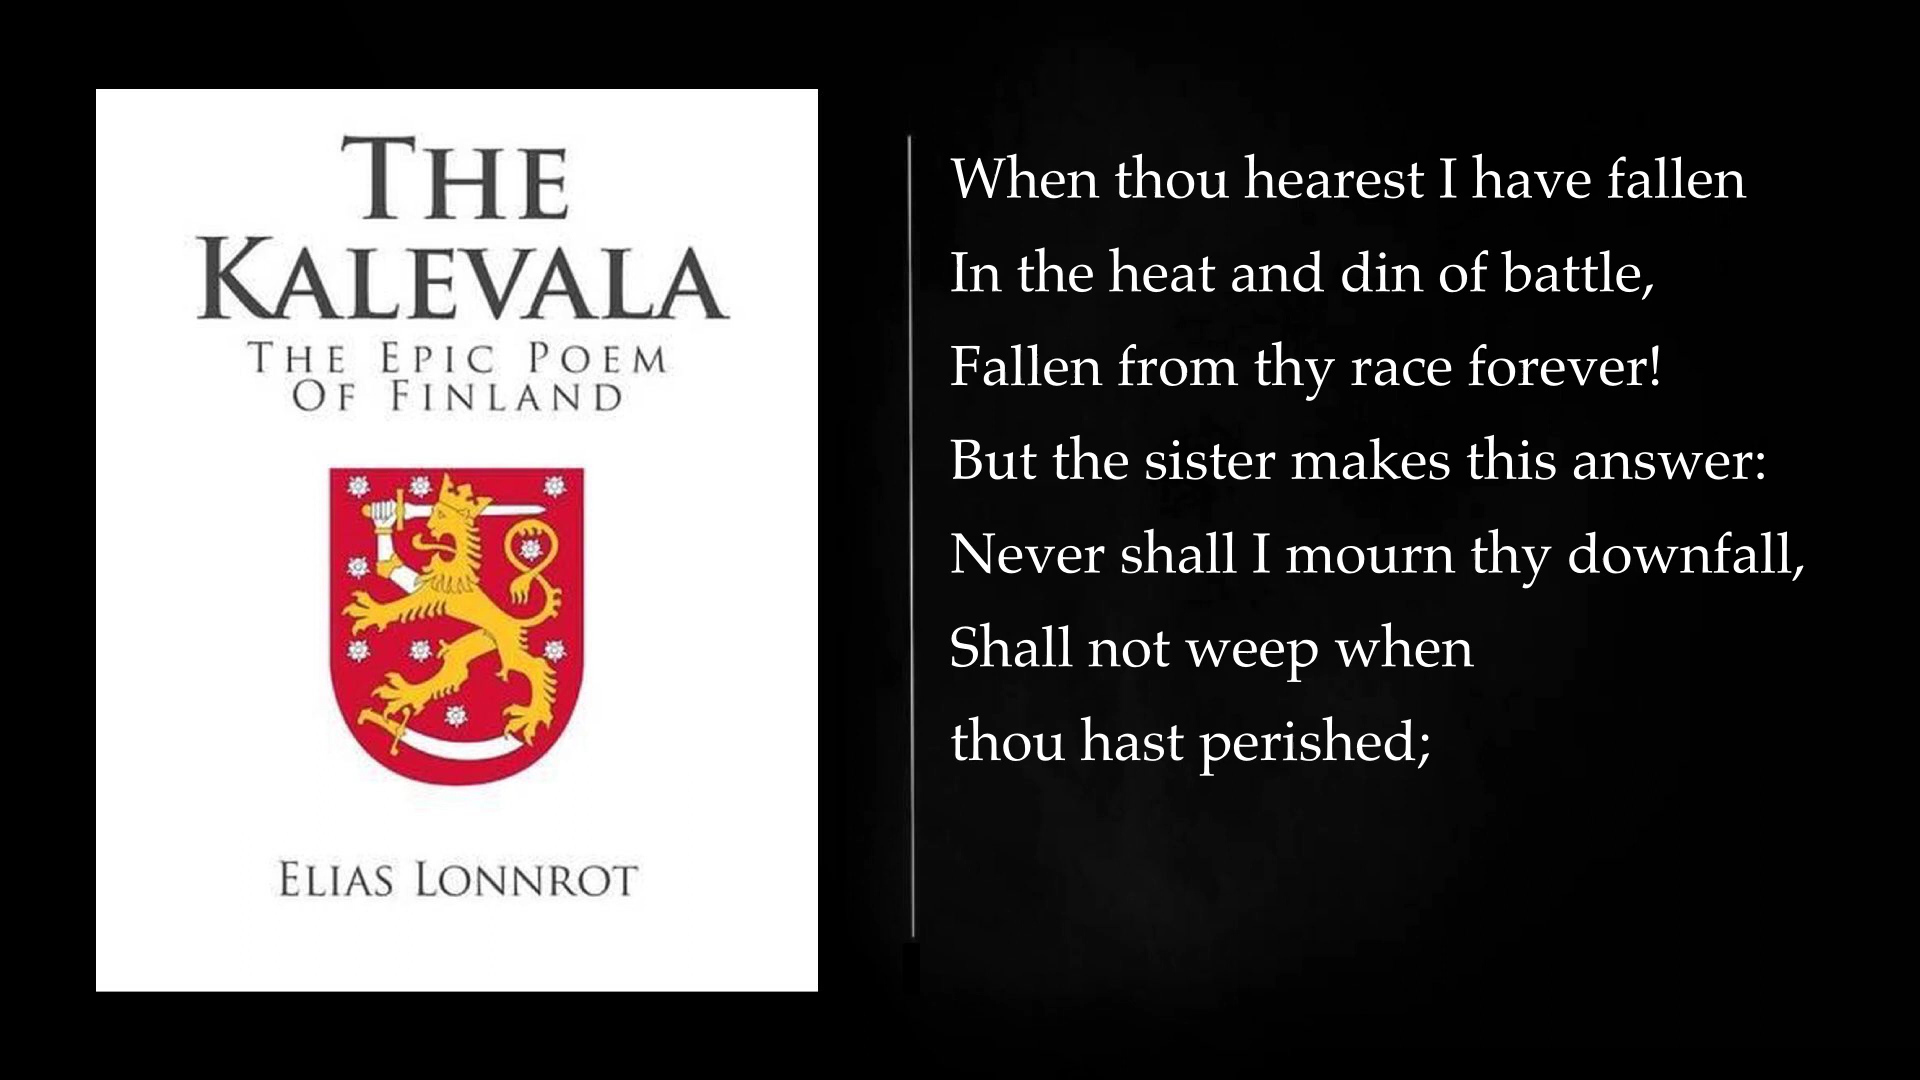 THE
KALEVALA
THE EPIC POEM
OF FINLAND
ELIAS LONNROT
When thou hearest I have fallen
In the heat and din of battle,
Fallen from thy race forever!
But the sister makes this answer:
Never shall I mourn thy downfall,
Shall not weep when
thou hast perished;